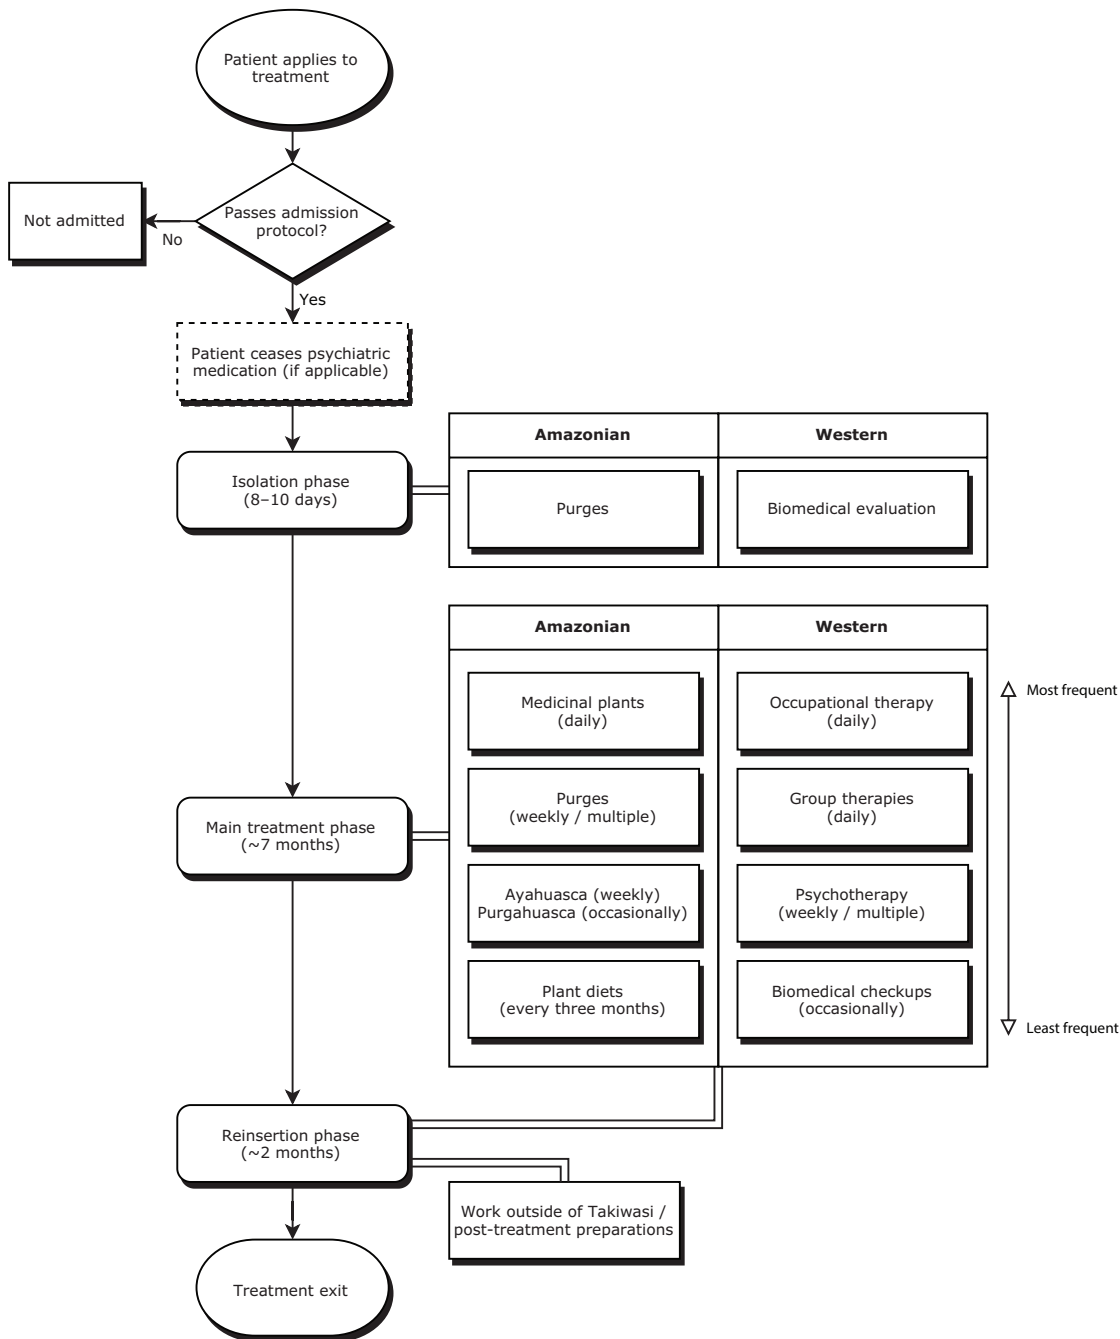 Patient applies to
treatment
Passes admission
protocol?
Not admitted
No
Yes
Patient ceases psychiatric
medication (if applicable)
Amazonian
Western
Isolation phase
(8–10 days)
Purges
Biomedical evaluation
Amazonian
Western
Medicinal plants
(daily)
Occupational therapy
(daily)
Most frequent
Purges
(weekly / multiple)
Group therapies
(daily)
Main treatment phase
(~7 months)
Ayahuasca (weekly)
Purgahuasca (occasionally)
Psychotherapy
(weekly / multiple)
Plant diets
(every three months)
Biomedical checkups
(occasionally)
Least frequent
Reinsertion phase
(~2 months)
Work outside of Takiwasi /
post-treatment preparations
Treatment exit